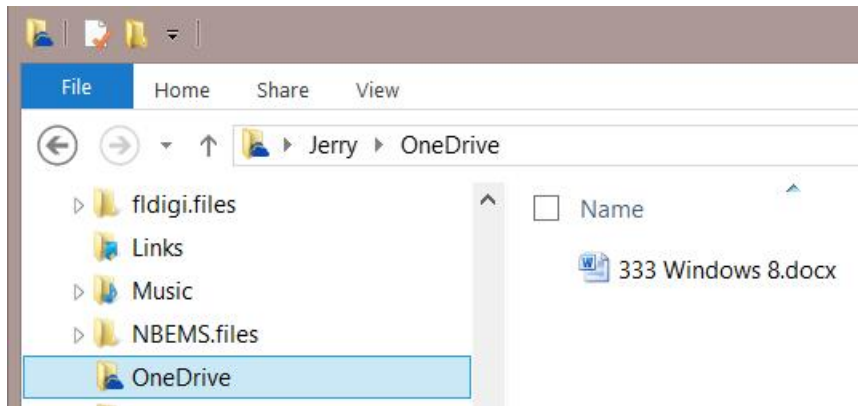 File Home Share View
Jerry OneDrive
fldigi.files
Links
Music
NBEMS.files
OneDrive
Name
333 Windows 8.docx